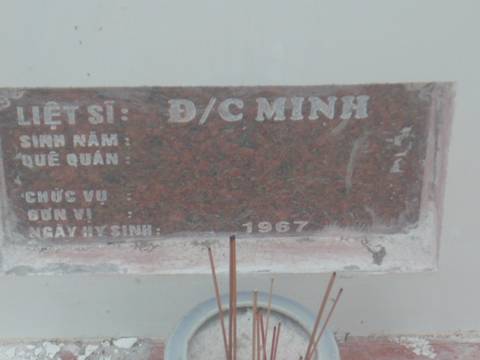 LIỆT SĨ : Đ/C MINH
SINH NĂM :
QUÊ QUÁN :
CHỨC VỤ :
ĐƠN VỊ :
NGÀY HY SINH : 1967